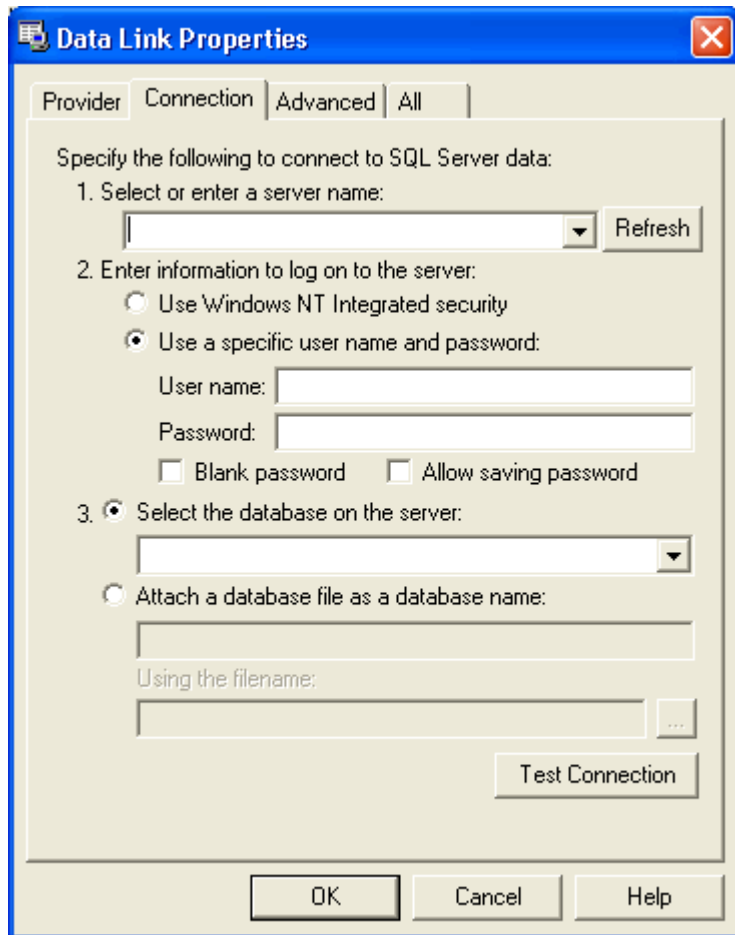 Data Link Properties
Provider Connection Advanced All
Specify the following to connect to SQL Server data:
1. Select or enter a server name:
Refresh
2. Enter information to log on to the server:
Use Windows NT Integrated security
Use a specific user name and password:
User name:
Password:
Blank password Allow saving password
3. Select the database on the server:
Attach a database file as a database name:
Using the filename:
...
Test Connection
OK Cancel Help